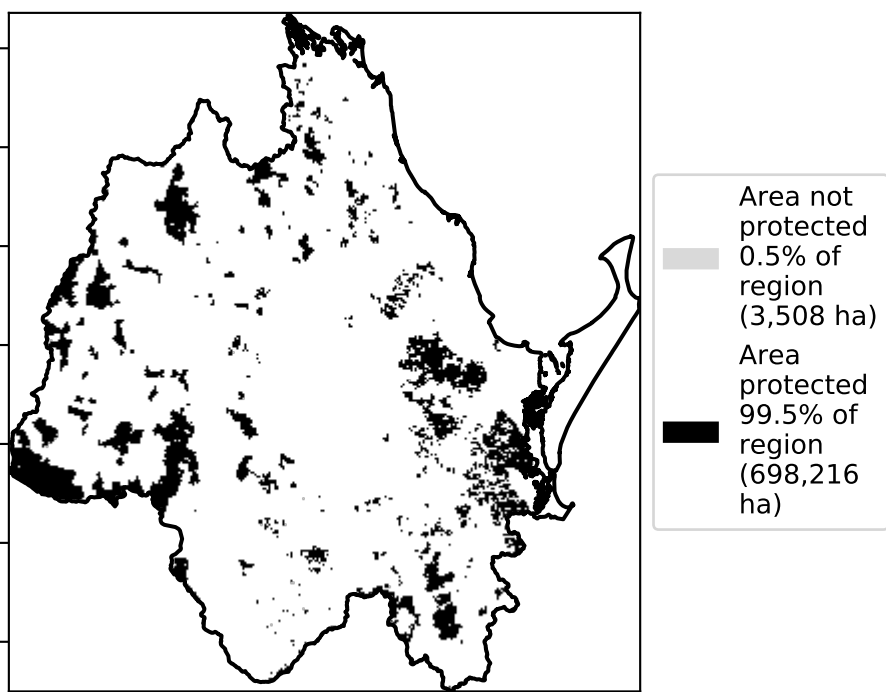 Area not
protected
0.5% of
region
(3,508 ha)
Area
protected
99.5% of
region
(698,216
ha)